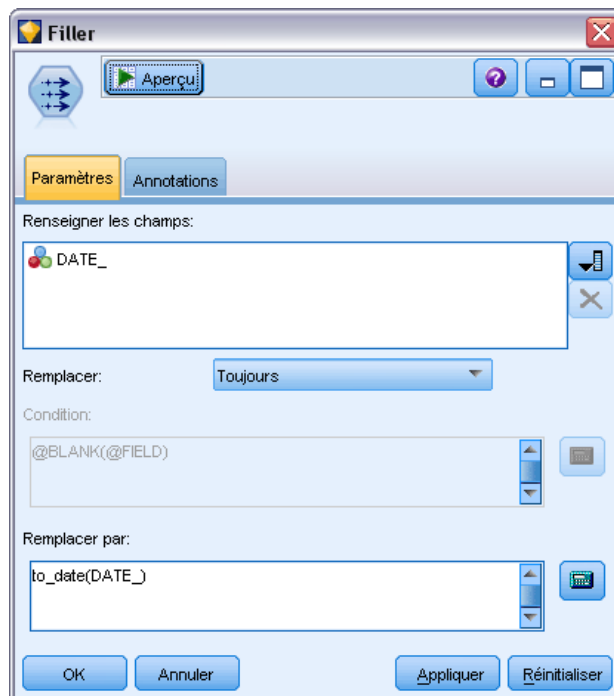 Filler
Aperçu
Paramètres
Annotations
Renseigner les champs:
DATE_
Remplacer:
Toujours
Condition:
@BLANK(@FIELD)
Remplacer par:
to_date(DATE_)
OK
Annuler
Appliquer
Réinitialiser